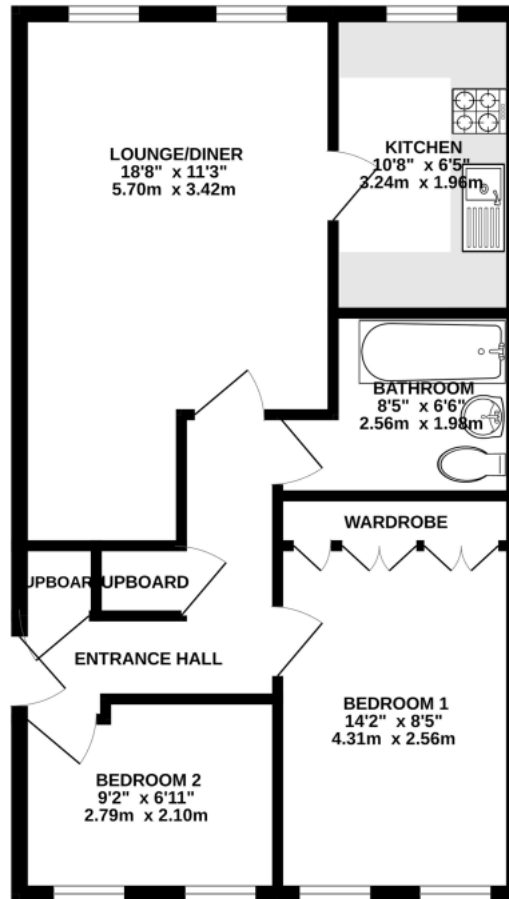 LOUNGE/DINER
18'8" x 11'3"
5.70m x 3.42m
KITCHEN
10'8" x 6'5"
3.24m x 1.96m
BATHROOM
8'5" x 6'6"
2.56m x 1.98m
WARDROBE
UPBOAR
UPBOARD
ENTRANCE HALL
BEDROOM 1
14'2" x 8'5"
4.31m x 2.56m
BEDROOM 2
9'2" x 6'11"
2.79m x 2.10m